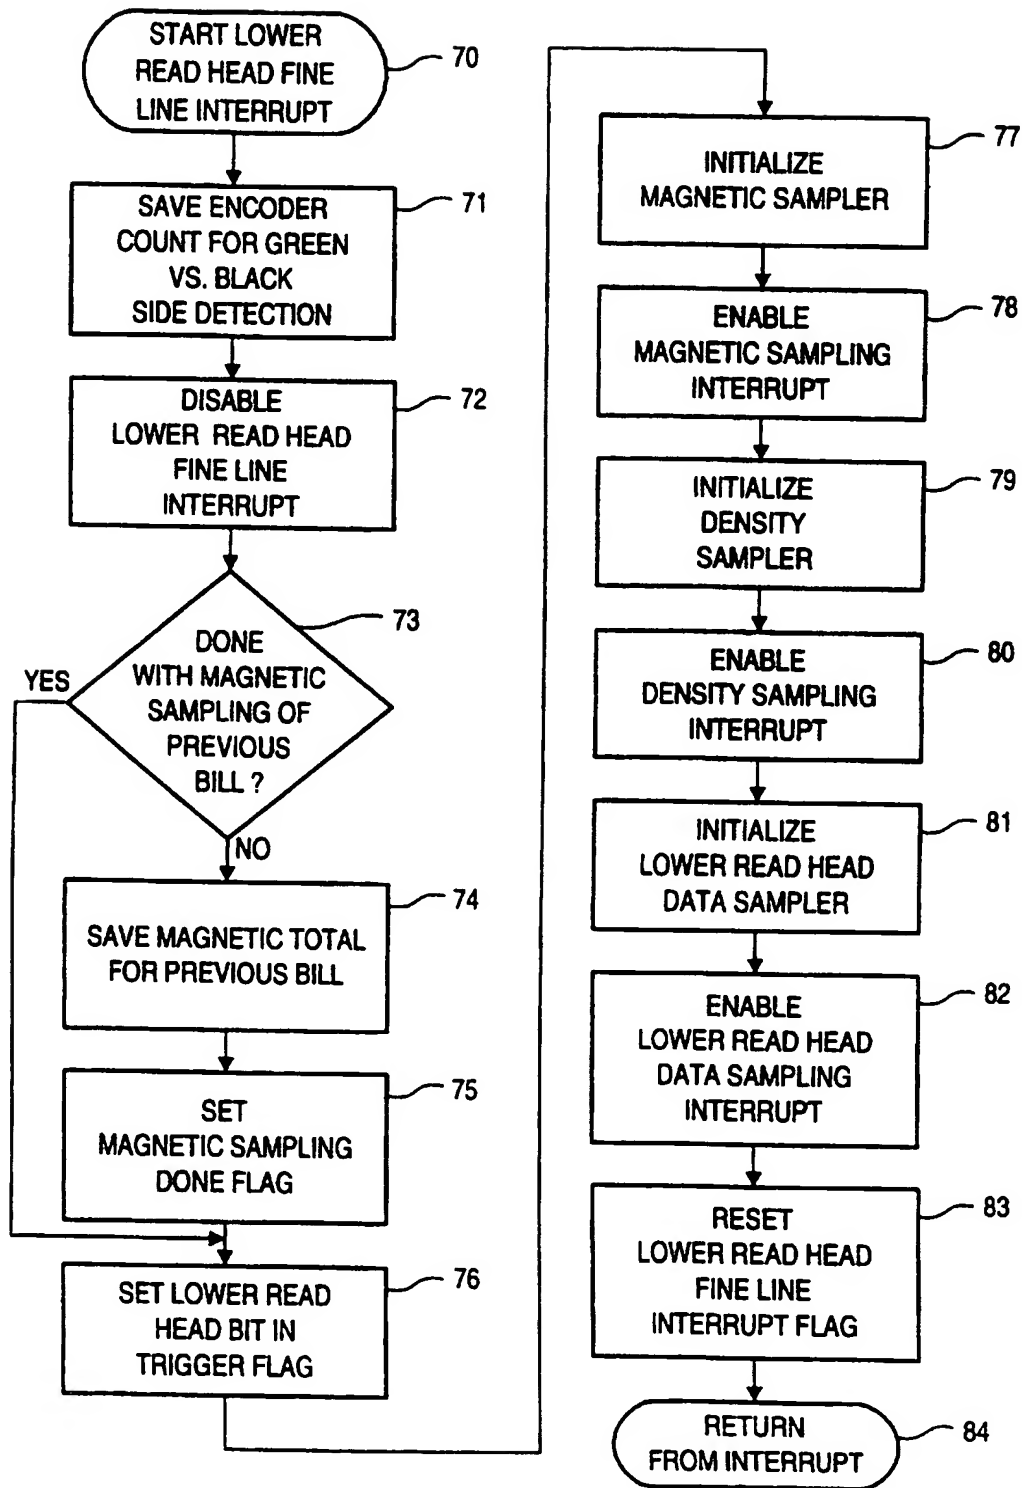 START LOWER
READ HEAD FINE
LINE INTERRUPT
70
SAVE ENCODER
COUNT FOR GREEN
VS. BLACK
SIDE DETECTION
71
DISABLE
LOWER READ HEAD
FINE LINE
INTERRUPT
72
DONE
WITH MAGNETIC
SAMPLING OF
PREVIOUS
BILL ?
73
YES
NO
SAVE MAGNETIC TOTAL
FOR PREVIOUS BILL
74
SET
MAGNETIC SAMPLING
DONE FLAG
75
SET LOWER READ
HEAD BIT IN
TRIGGER FLAG
76
INITIALIZE
MAGNETIC SAMPLER
77
ENABLE
MAGNETIC SAMPLING
INTERRUPT
78
INITIALIZE
DENSITY
SAMPLER
79
ENABLE
DENSITY SAMPLING
INTERRUPT
80
INITIALIZE
LOWER READ HEAD
DATA SAMPLER
81
ENABLE
LOWER READ HEAD
DATA SAMPLING
INTERRUPT
82
RESET
LOWER READ HEAD
FINE LINE
INTERRUPT FLAG
83
RETURN
FROM INTERRUPT
84